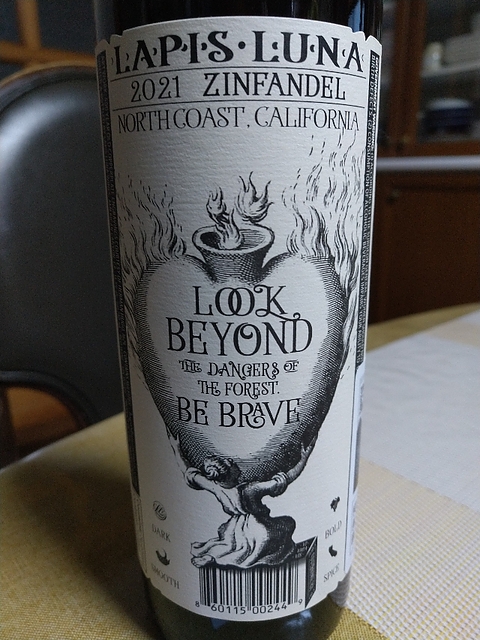 LAPIS·LUNA
2021 ZINFANDEL
NORTH COAST, CALIFORNIA
LOOK
BEYOND
THE DANGERS OF
THE FOREST.
BE BRAVE
DARK
SMOOTH
BOLD
SPICE
8 60115 00244 9